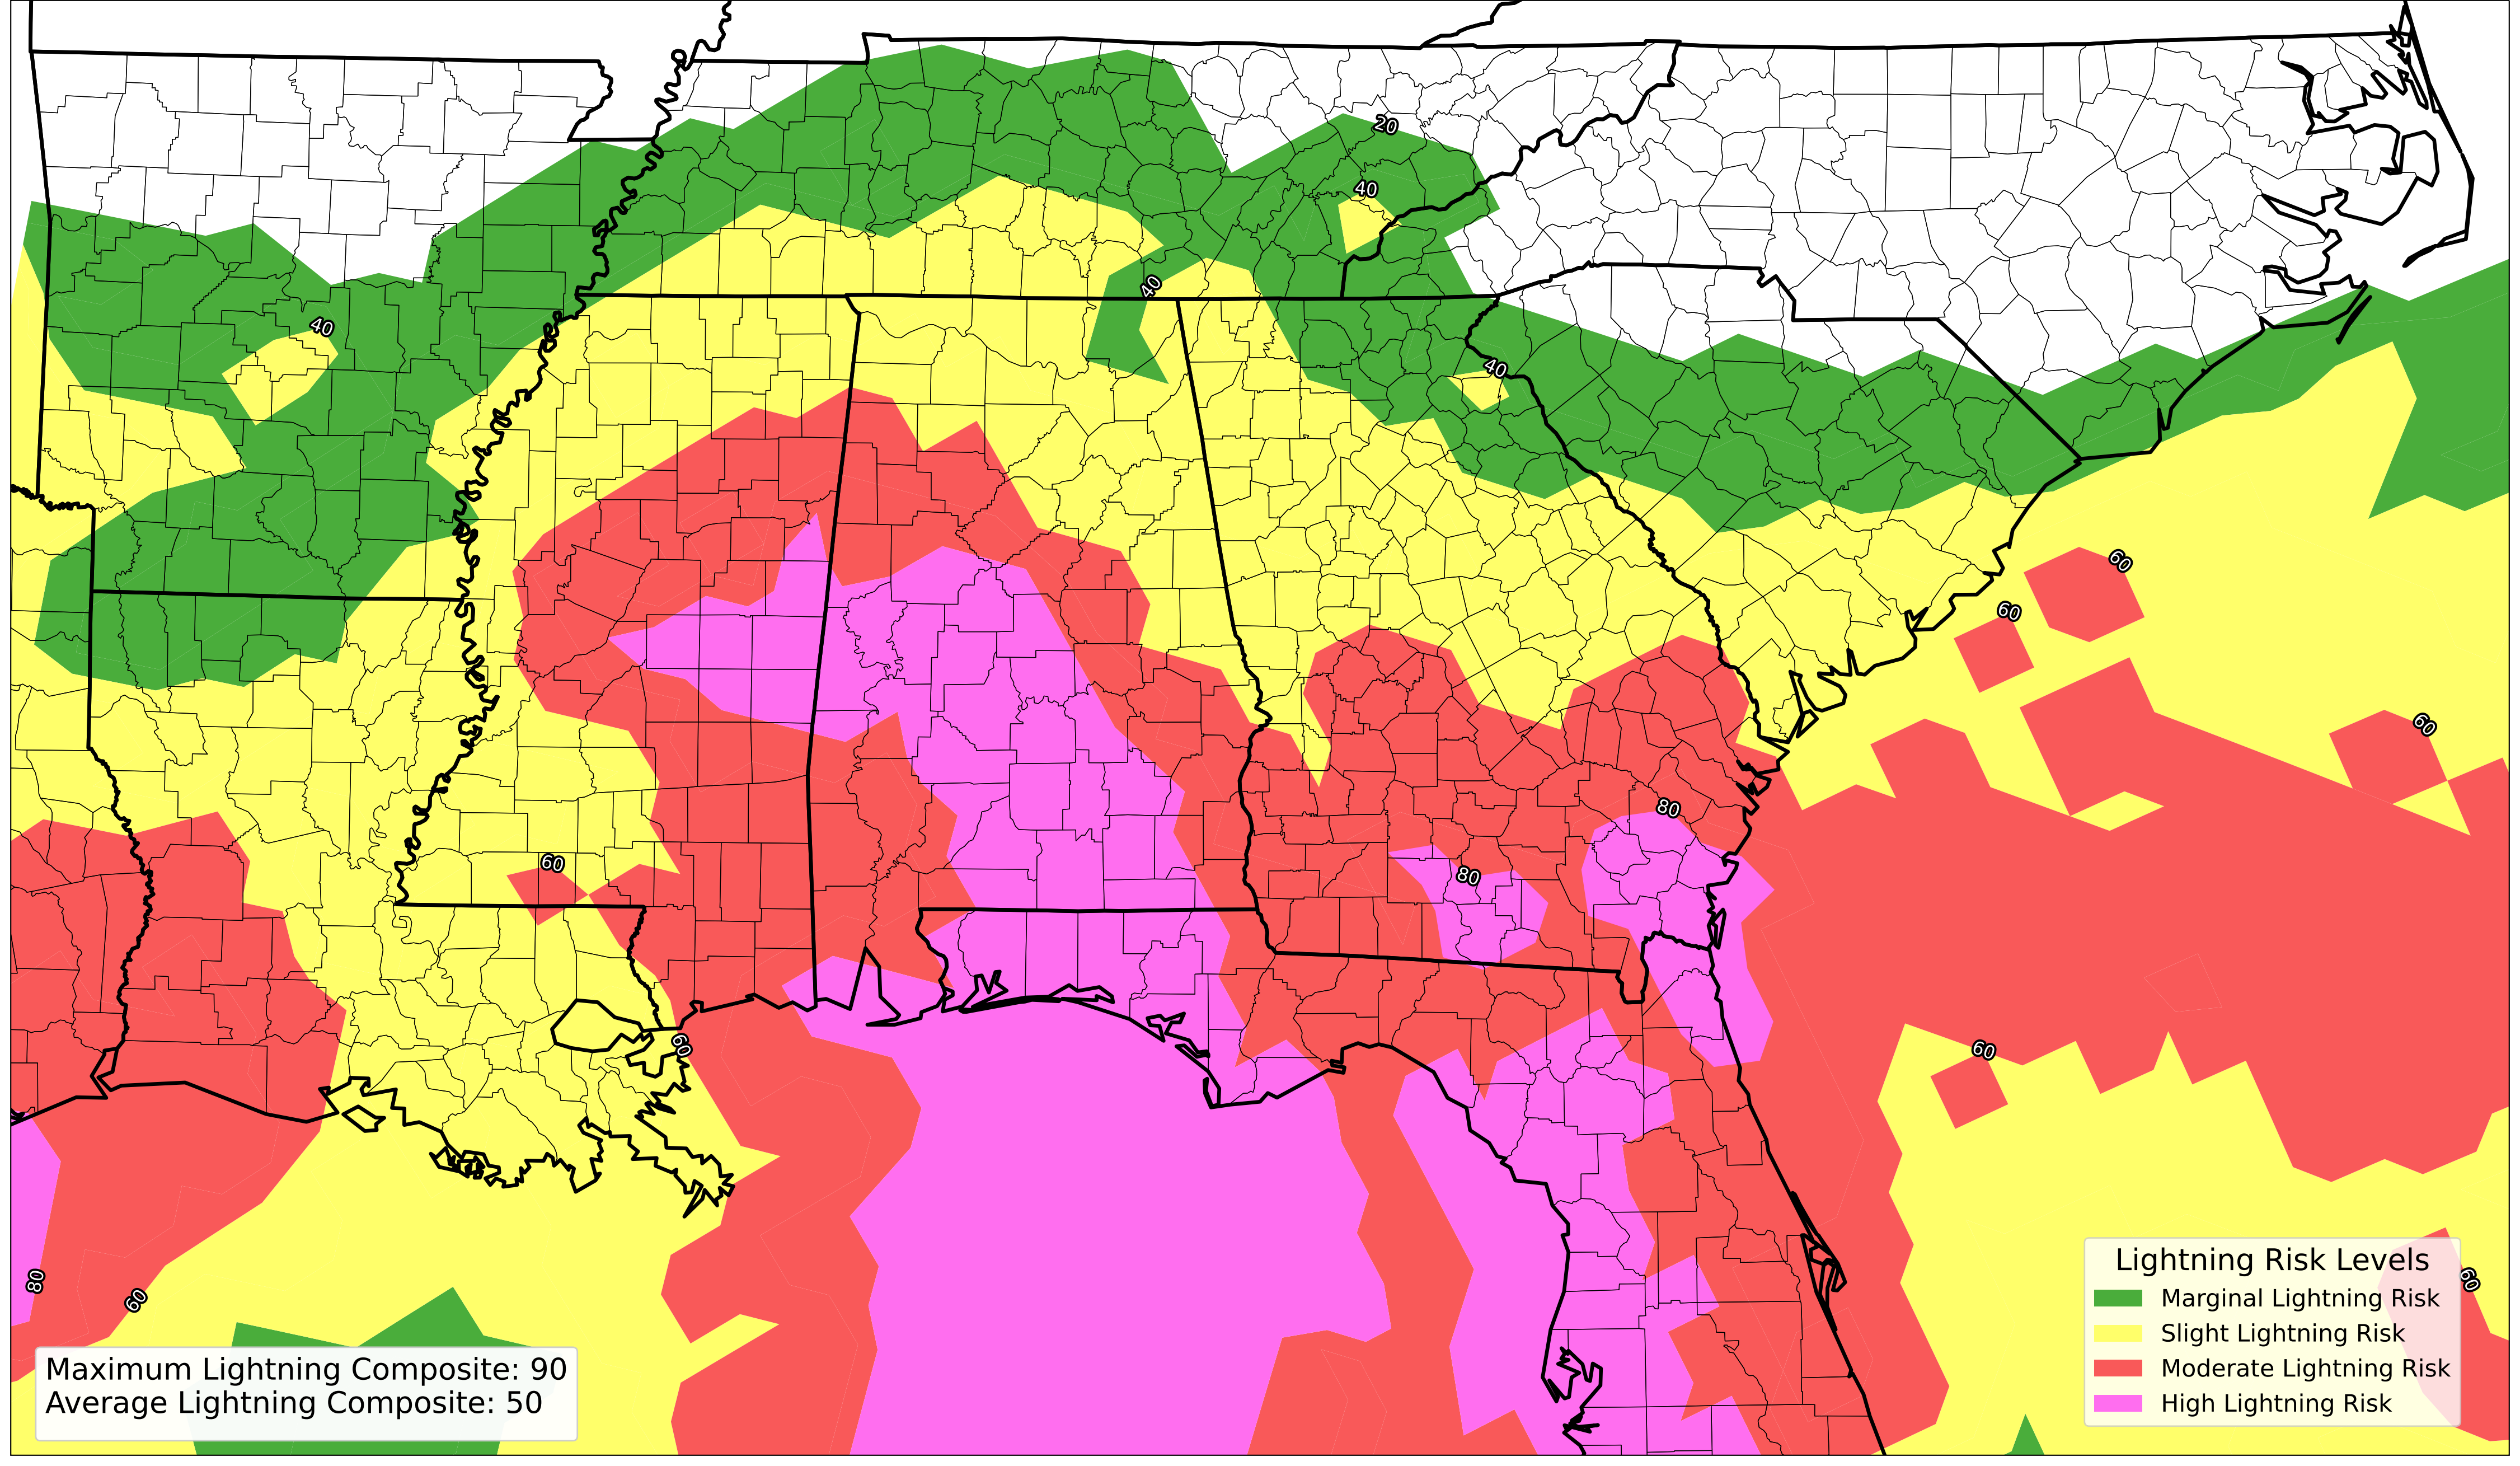 20
40
40
40
40
60
60
60
80
60
80
60
60
80
60
60
Lightning Risk Levels
Marginal Lightning Risk
Slight Lightning Risk
Moderate Lightning Risk
High Lightning Risk
Maximum Lightning Composite: 90
Average Lightning Composite: 50